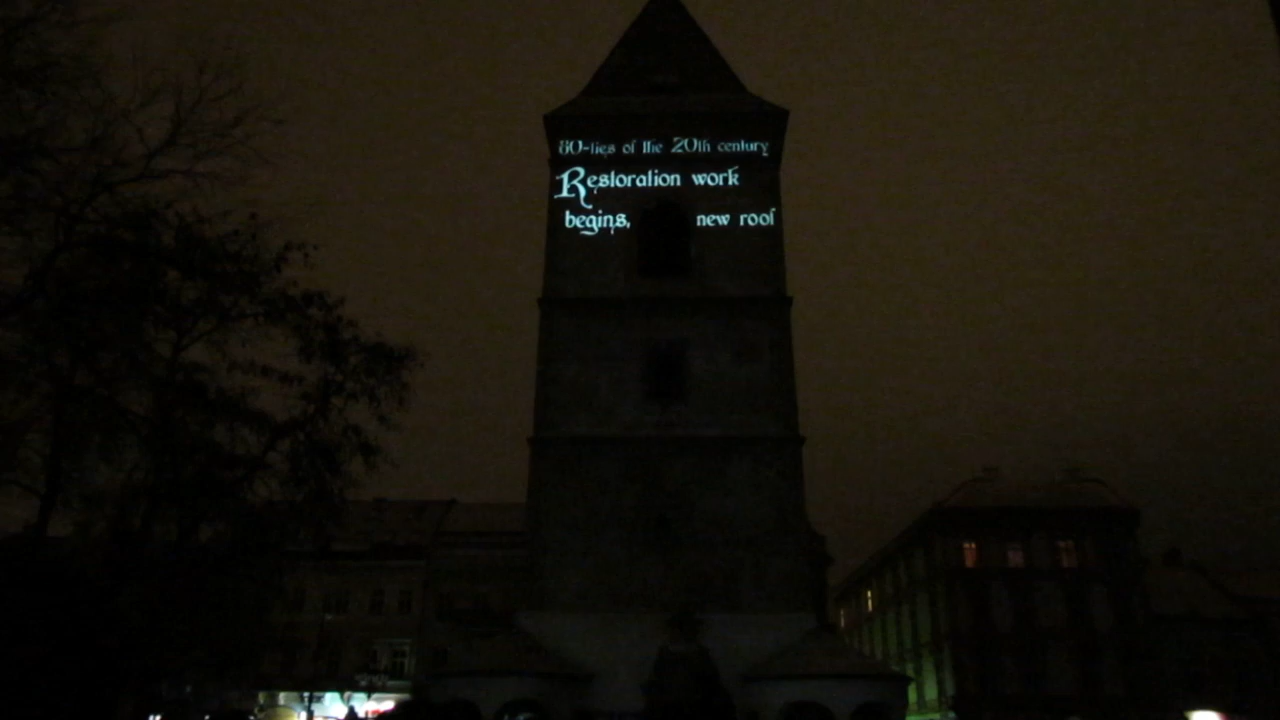 80-ties of the 20th century
Restoration work
begins, new roof